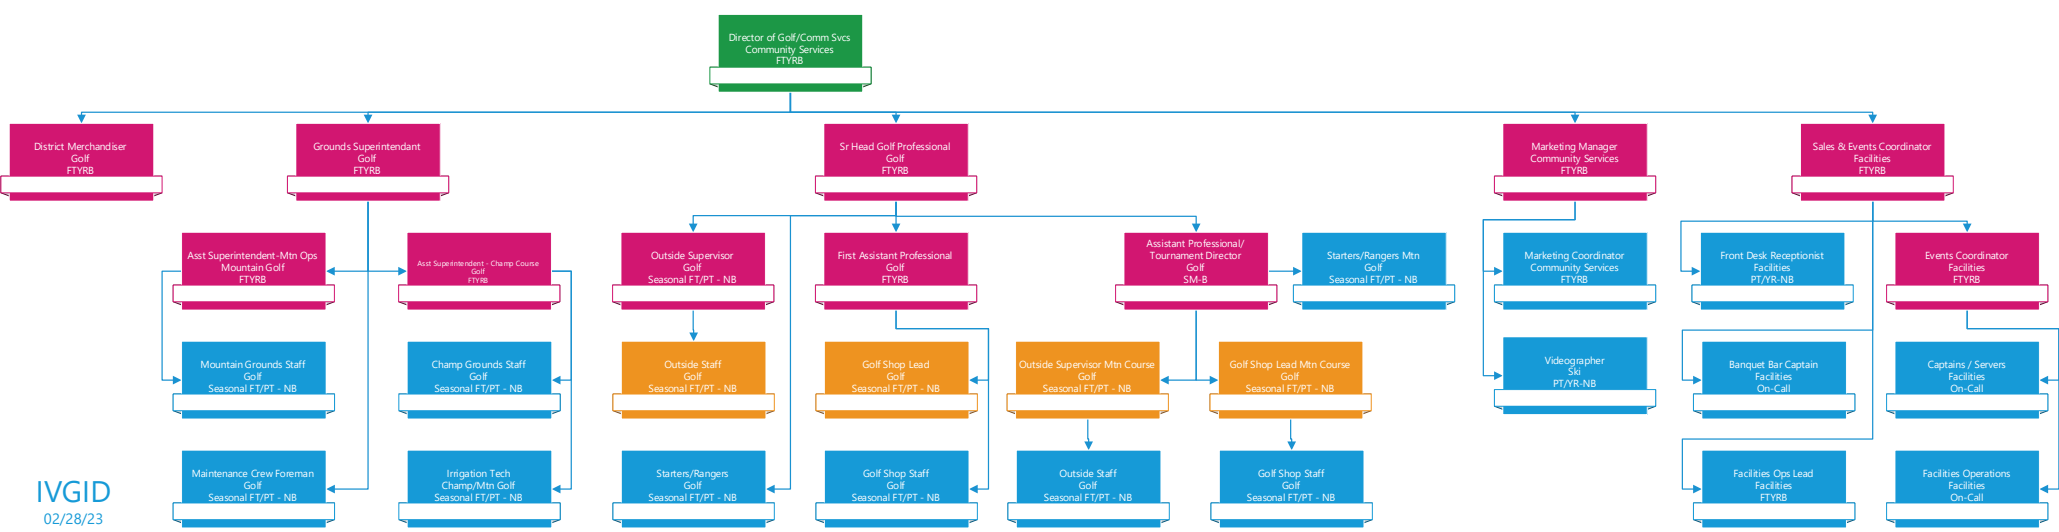 Director of Golf/Comm Svcs
Community Services
FTYRB
District Merchandiser
Golf
FTYRB
Grounds Superintendant
Golf
FTYRB
Sr Head Golf Professional
Golf
FTYRB
Marketing Manager
Community Services
FTYRB
Sales & Events Coordinator
Facilities
FTYRB
Asst Superintendent-Mtn Ops
Mountain Golf
FTYRB
Asst Superintendent - Champ Course
Golf
FTYRB
Outside Supervisor
Golf
Seasonal FT/PT - NB
First Assistant Professional
Golf
FTYRB
Assistant Professional/
Tournament Director
Golf
SM-B
Starters/Rangers Mtn
Golf
Seasonal FT/PT - NB
Marketing Coordinator
Community Services
FTYRB
Front Desk Receptionist
Facilities
PT/YR-NB
Events Coordinator
Facilities
FTYRB
Mountain Grounds Staff
Golf
Seasonal FT/PT - NB
Champ Grounds Staff
Golf
Seasonal FT/PT - NB
Outside Staff
Golf
Seasonal FT/PT - NB
Golf Shop Lead
Golf
Seasonal FT/PT - NB
Outside Supervisor Mtn Course
Golf
Seasonal FT/PT - NB
Golf Shop Lead Mtn Course
Golf
Seasonal FT/PT - NB
Videographer
Ski
PT/YR-NB
Banquet Bar Captain
Facilities
On-Call
Captains / Servers
Facilities
On-Call
Maintenance Crew Foreman
Golf
Seasonal FT/PT - NB
Irrigation Tech
Champ/Mtn Golf
Seasonal FT/PT - NB
Starters/Rangers
Golf
Seasonal FT/PT - NB
Golf Shop Staff
Golf
Seasonal FT/PT - NB
Outside Staff
Golf
Seasonal FT/PT - NB
Golf Shop Staff
Golf
Seasonal FT/PT - NB
Facilities Ops Lead
Facilities
FTYRB
Facilities Operations
Facilities
On-Call
IVGID
02/28/23